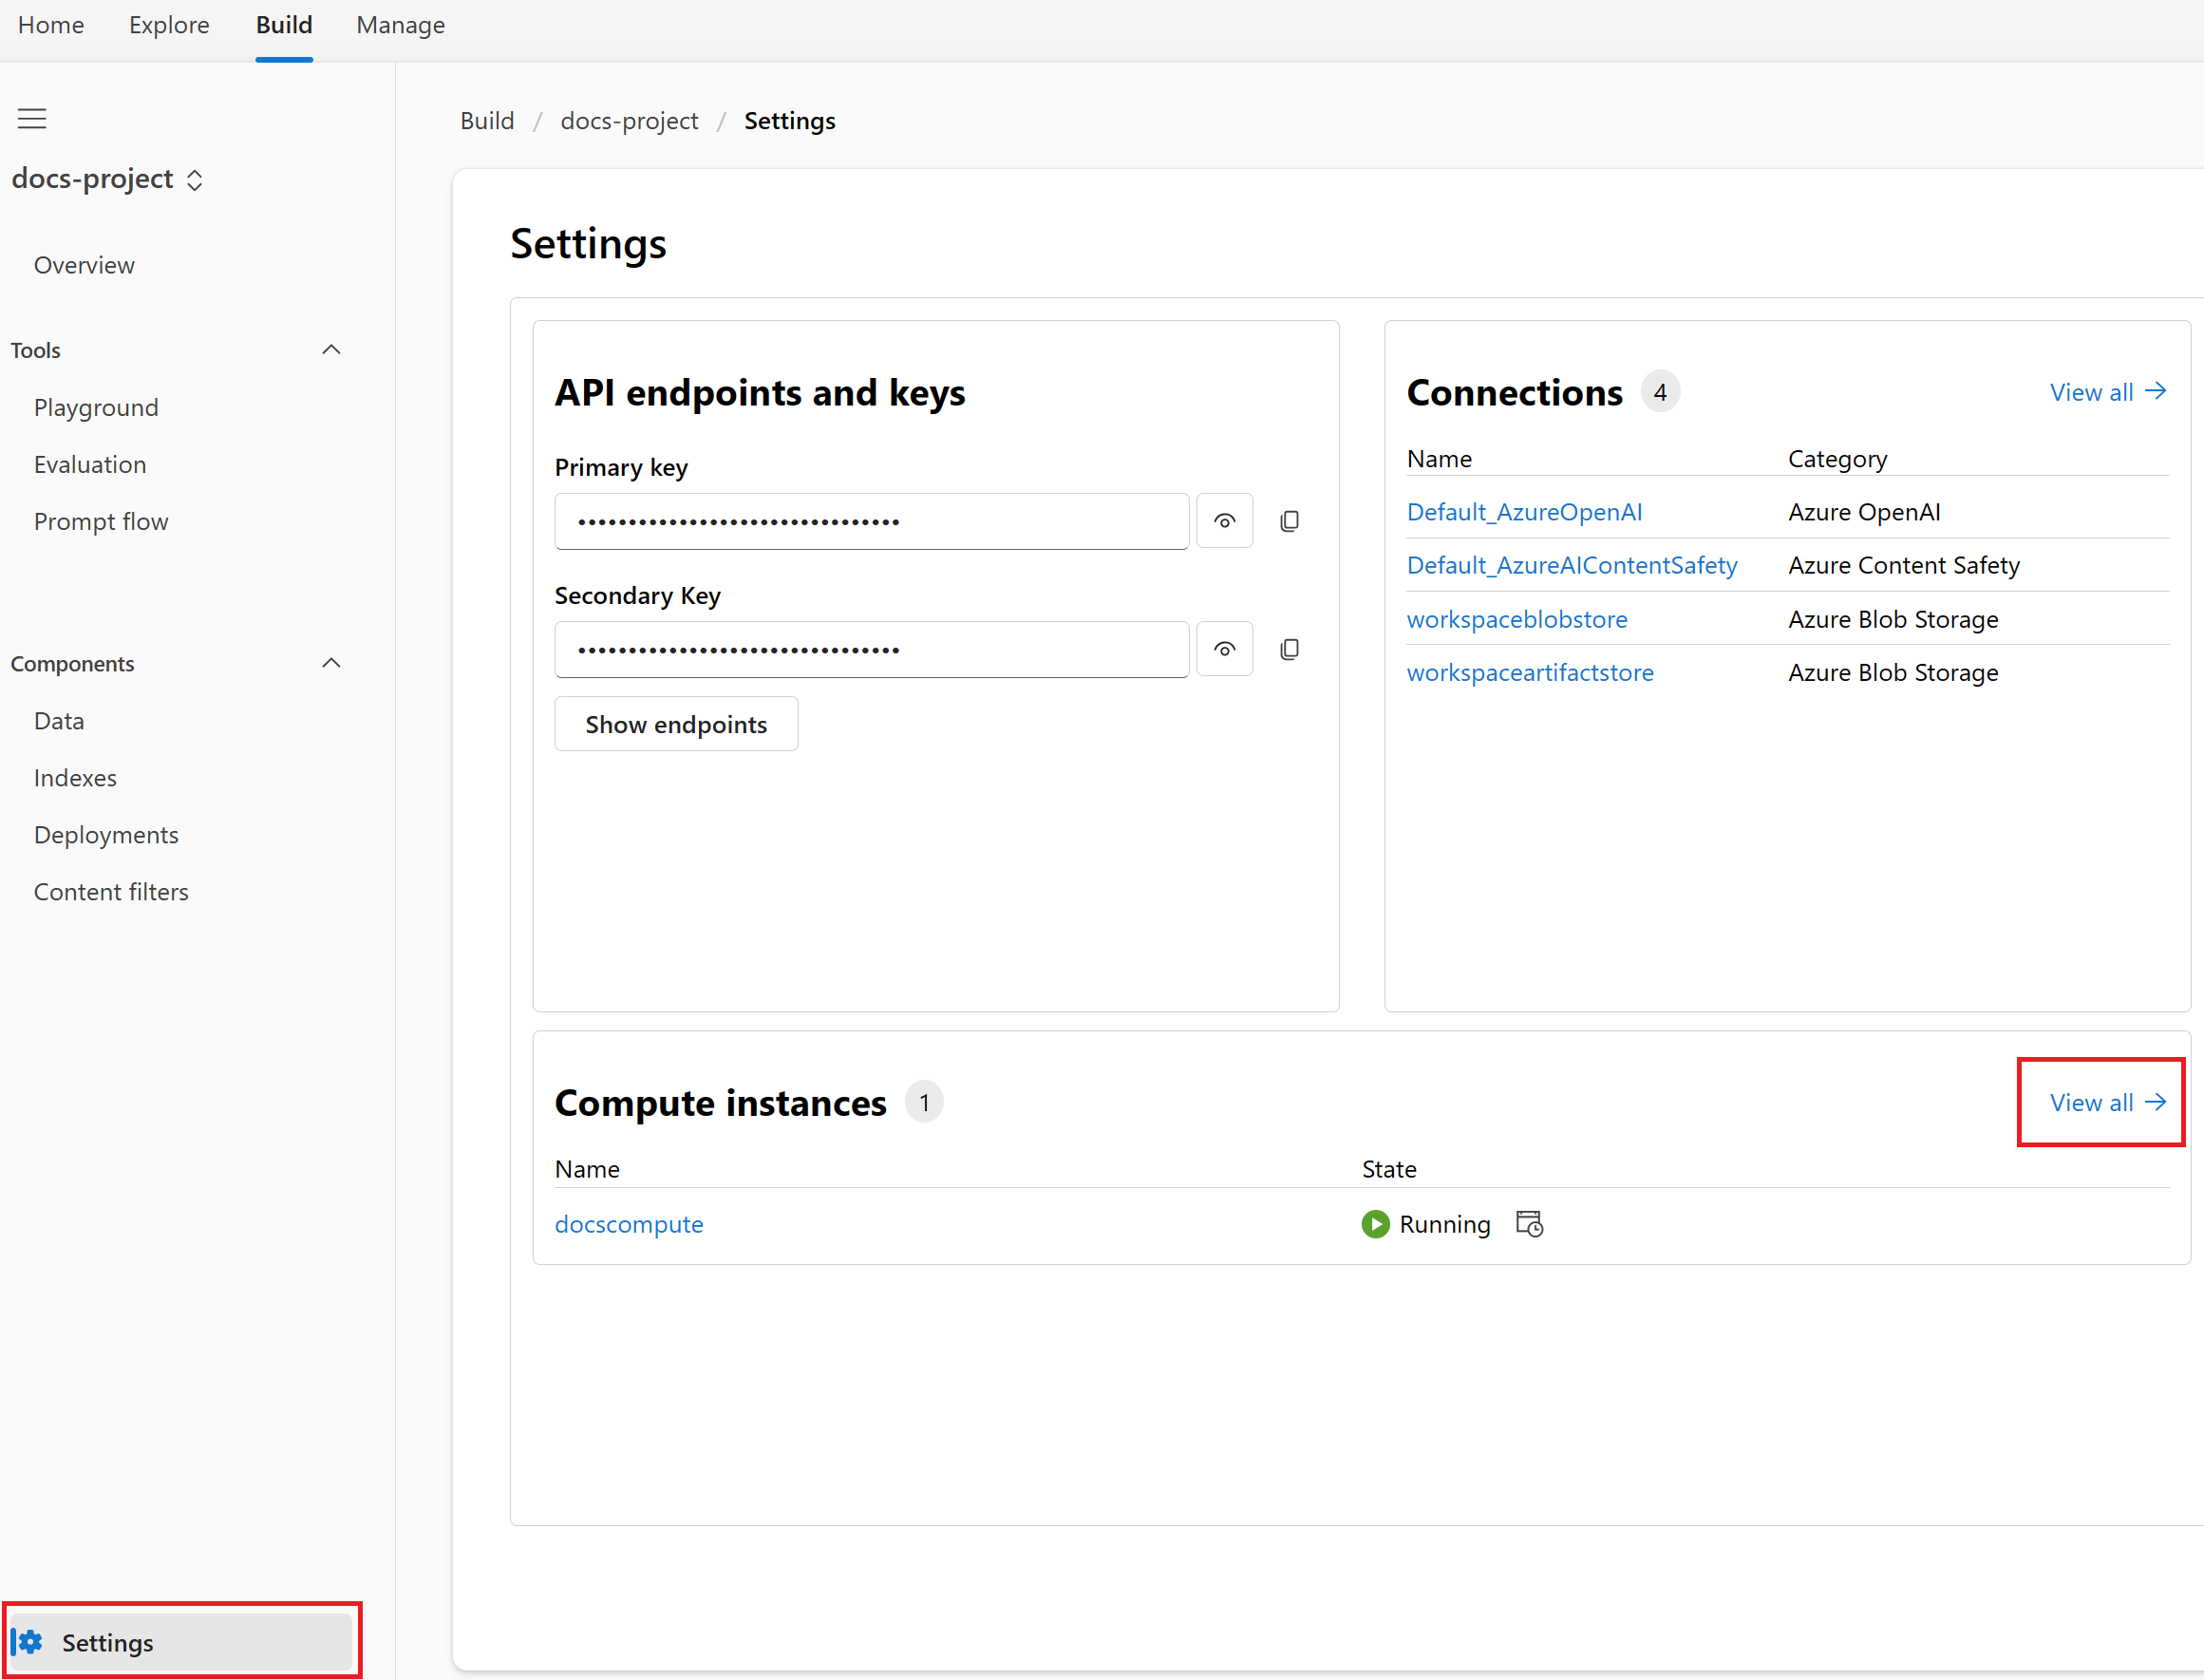 Home Explore Build Manage
Build / docs-project / Settings
docs-project
Overview
Tools
Playground
Evaluation
Prompt flow
Components
Data
Indexes
Deployments
Content filters
Settings
Settings
API endpoints and keys
Primary key
••••••••••••••••••••••••••••••••
Secondary Key
••••••••••••••••••••••••••••••••
Show endpoints
Connections 4 View all
Name Category
Default_AzureOpenAI Azure OpenAI
Default_AzureAIContentSafety Azure Content Safety
workspaceblobstore Azure Blob Storage
workspaceartifactstore Azure Blob Storage
Compute instances 1 View all
Name State
docscompute Running